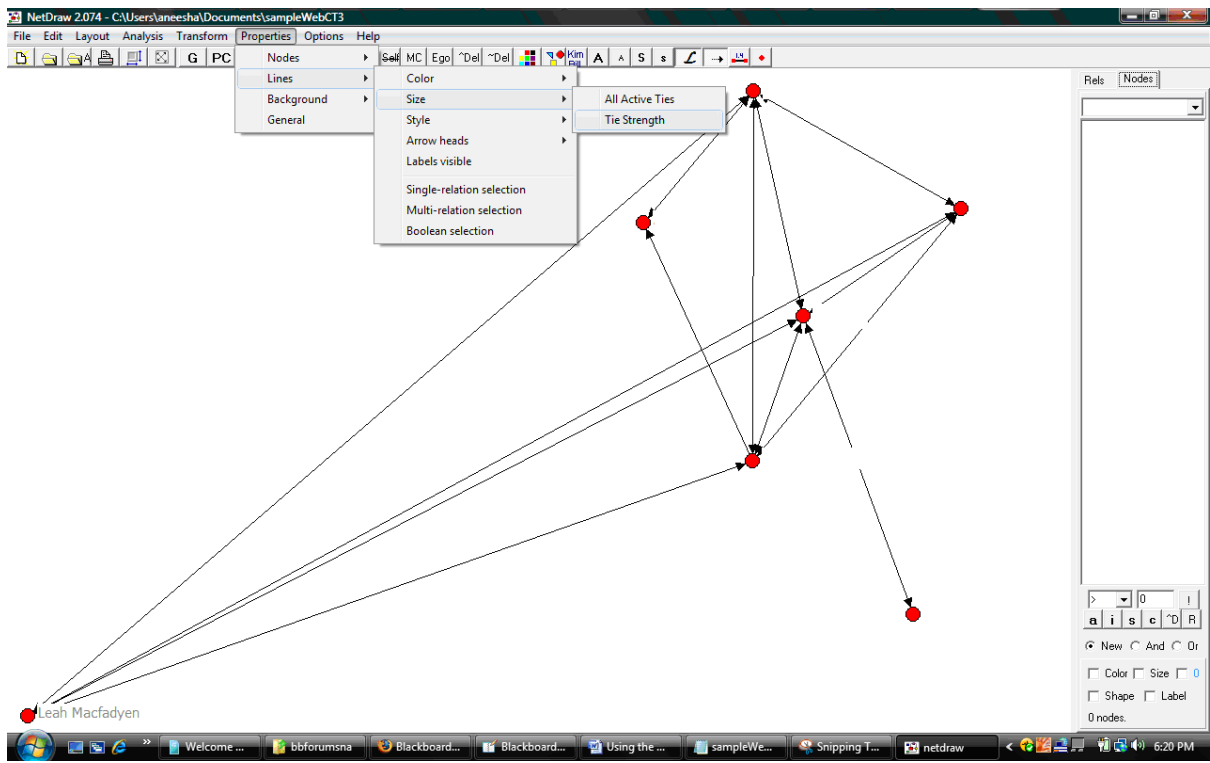 NetDraw 2.074 - C:\Users\aneesha\Documents\sampleWebCT3
File Edit Layout Analysis Transform Properties Options Help
G PC Self MC Ego ^Del ~Del A A S s L
Nodes
Lines
Background
General
Color
Size
Style
Arrow heads
Labels visible
Single-relation selection
Multi-relation selection
Boolean selection
All Active Ties
Tie Strength
Rels Nodes
> 0 !
a i s c ^D R
New And Or
Color Size 0
Shape Label
0 nodes.
Leah Macfadyen
Welcome ... bbforumsna Blackboard... Blackboard... Using the ... sampleWe... Snipping T... netdraw 6:20 PM